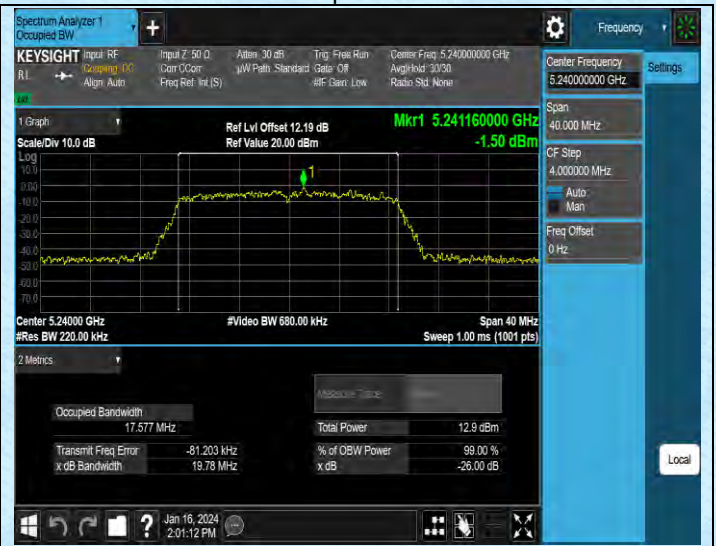 Spectrum Analyzer 1
Occupied BW
+
Frequency
KEYSIGHT
Input: RF
Coupling: DC
Align: Auto
RL
Input Z: 50 Ω
Corr CCorr
Freq Ref: Int (S)
Atten: 30 dB
µW Path: Standard
Trig: Free Run
Gate: Off
#IF Gain: Low
Center Freq: 5.240000000 GHz
Avg|Hold: 30/30
Radio Std: None
1 Graph
Scale/Div 10.0 dB
Ref Lvl Offset 12.19 dB
Ref Value 20.00 dBm
Mkr1 5.241160000 GHz
-1.50 dBm
Log
10.0
0.00
-10.0
-20.0
-30.0
-40.0
-50.0
-60.0
-70.0
1
Center 5.24000 GHz
#Res BW 220.00 kHz
#Video BW 680.00 kHz
Span 40 MHz
Sweep 1.00 ms (1001 pts)
2 Metrics
Measure Trace
Occupied Bandwidth
17.577 MHz
Total Power 12.9 dBm
Transmit Freq Error -81.203 kHz
% of OBW Power 99.00 %
x dB Bandwidth 19.78 MHz
x dB -26.00 dB
Center Frequency
5.240000000 GHz
Settings
Span
40.000 MHz
CF Step
4.000000 MHz
Auto
Man
Freq Offset
0 Hz
Local
?
Jan 16, 2024
2:01:12 PM